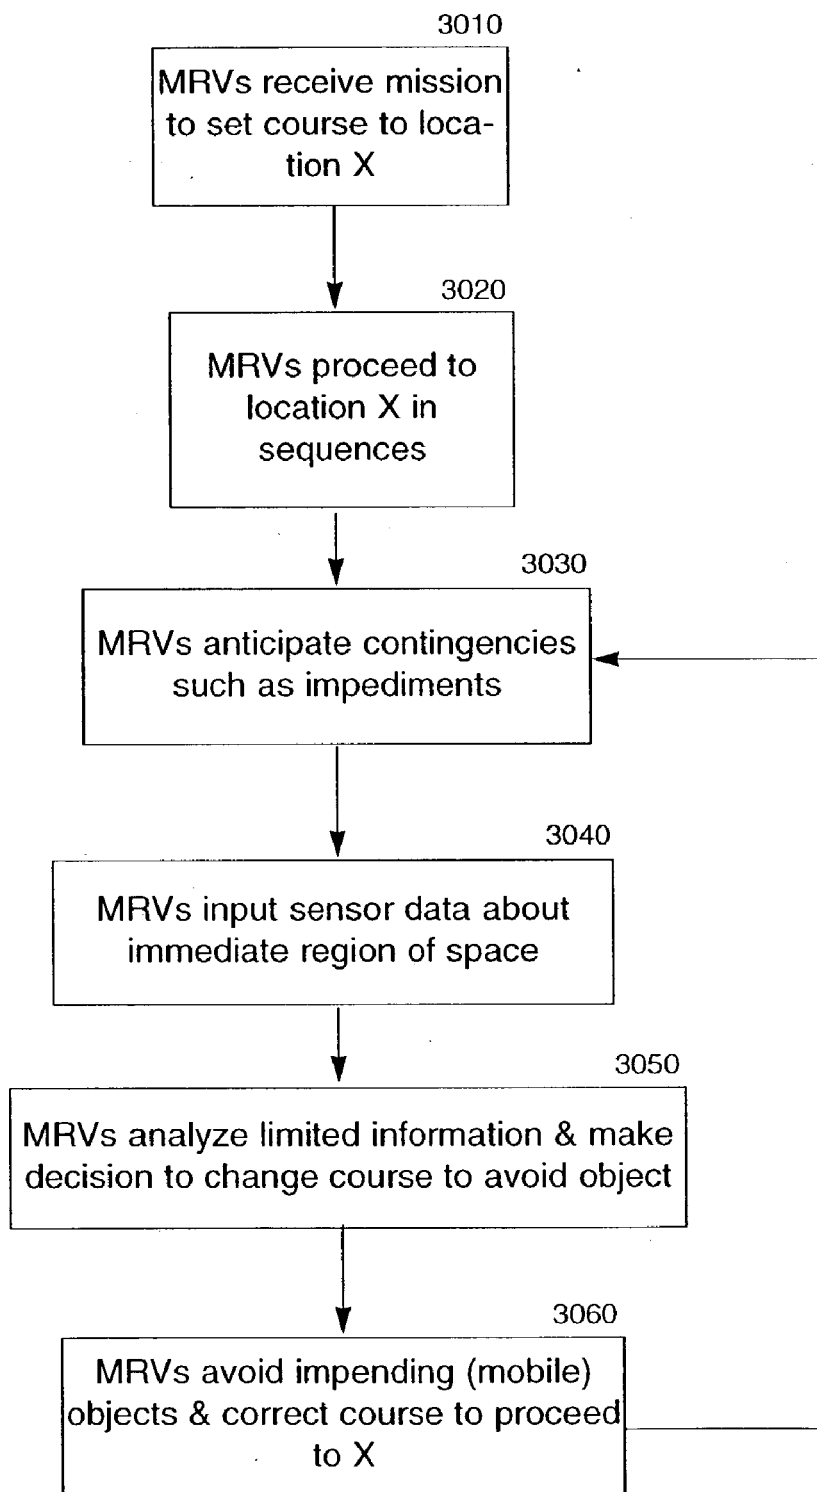 3010
MRVs receive mission
to set course to loca-
tion X
3020
MRVs proceed to
location X in
sequences
3030
MRVs anticipate contingencies
such as impediments
3040
MRVs input sensor data about
immediate region of space
3050
MRVs analyze limited information & make
decision to change course to avoid object
3060
MRVs avoid impending (mobile)
objects & correct course to proceed
to X